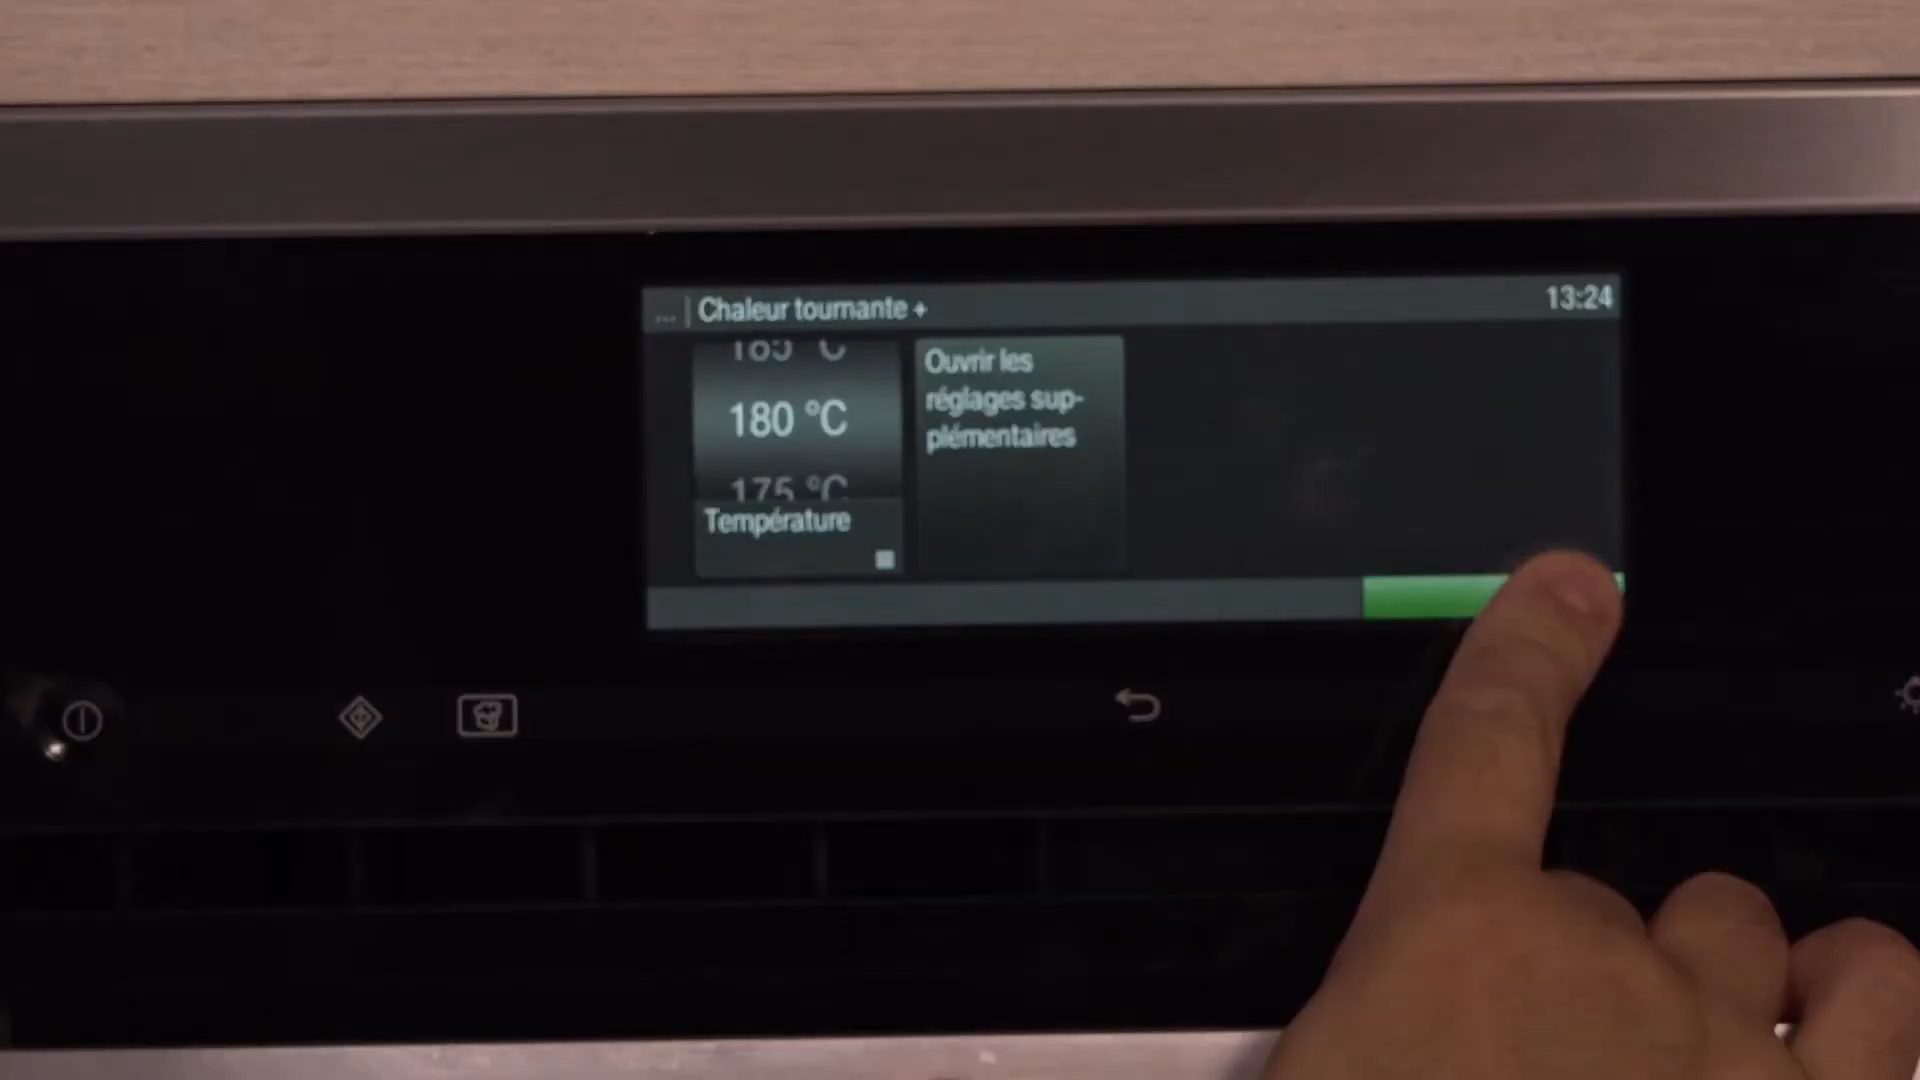 ... | Chaleur tournante +
13:24
185 °C
180 °C
175 °C
Température
Ouvrir les
réglages sup-
plémentaires